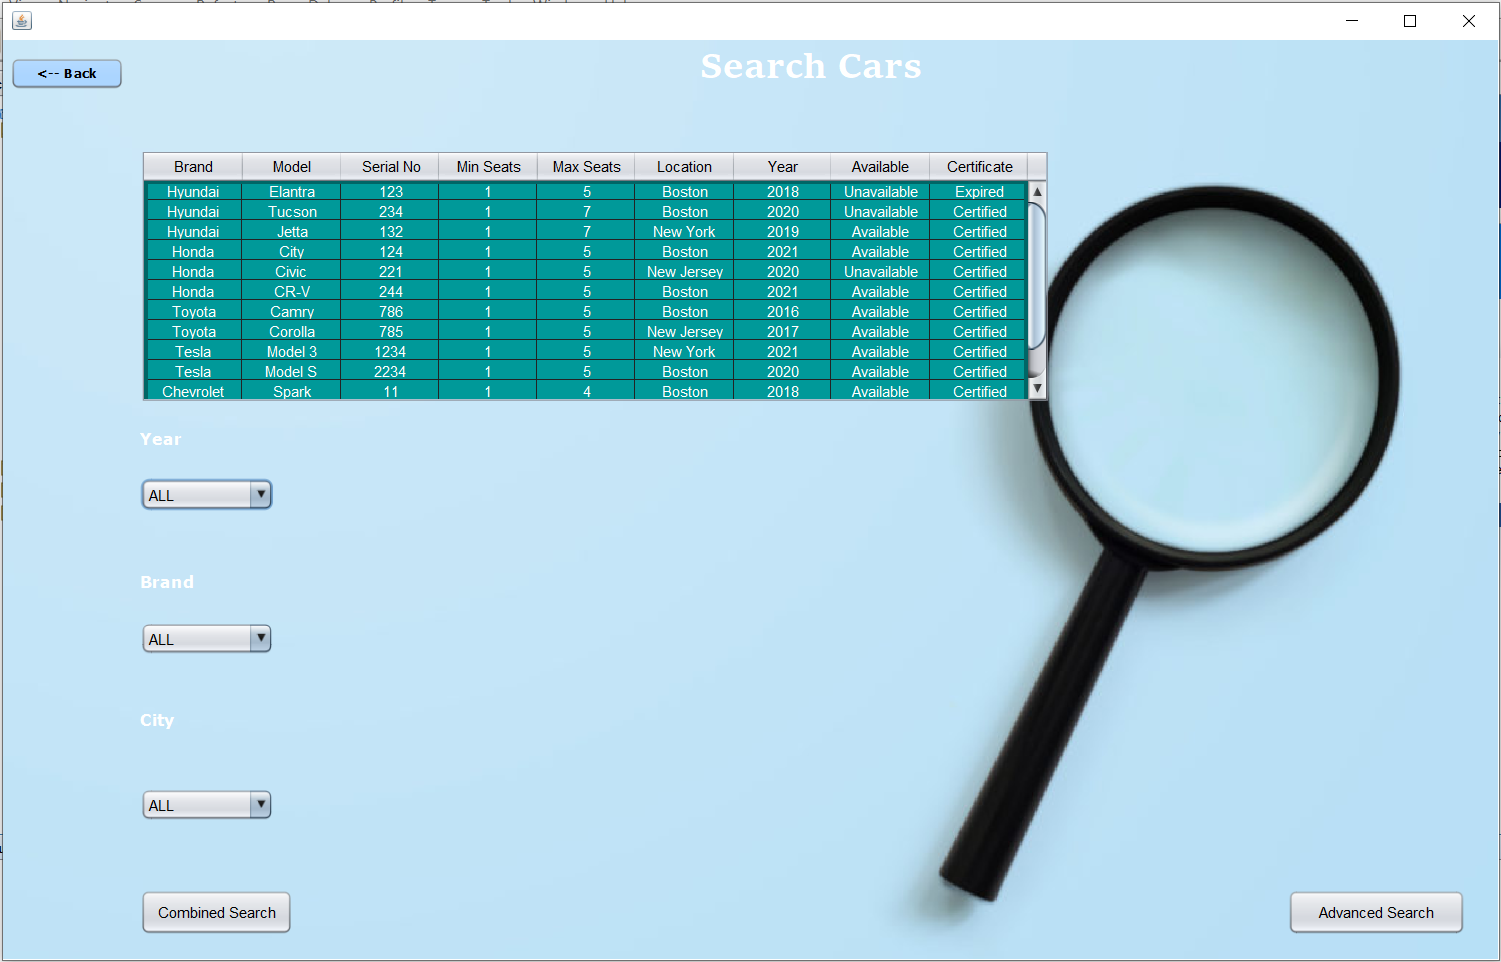 <-- Back
Search Cars
Brand Model Serial No Min Seats Max Seats Location Year Available Certificate
Hyundai Elantra 123 1 5 Boston 2018 Unavailable Expired
Hyundai Tucson 234 1 7 Boston 2020 Unavailable Certified
Hyundai Jetta 132 1 7 New York 2019 Available Certified
Honda City 124 1 5 Boston 2021 Available Certified
Honda Civic 221 1 5 New Jersey 2020 Unavailable Certified
Honda CR-V 244 1 5 Boston 2021 Available Certified
Toyota Camry 786 1 5 Boston 2016 Available Certified
Toyota Corolla 785 1 5 New Jersey 2017 Available Certified
Tesla Model 3 1234 1 5 New York 2021 Available Certified
Tesla Model S 2234 1 5 Boston 2020 Available Certified
Chevrolet Spark 11 1 4 Boston 2018 Available Certified
Year
ALL
Brand
ALL
City
ALL
Combined Search
Advanced Search